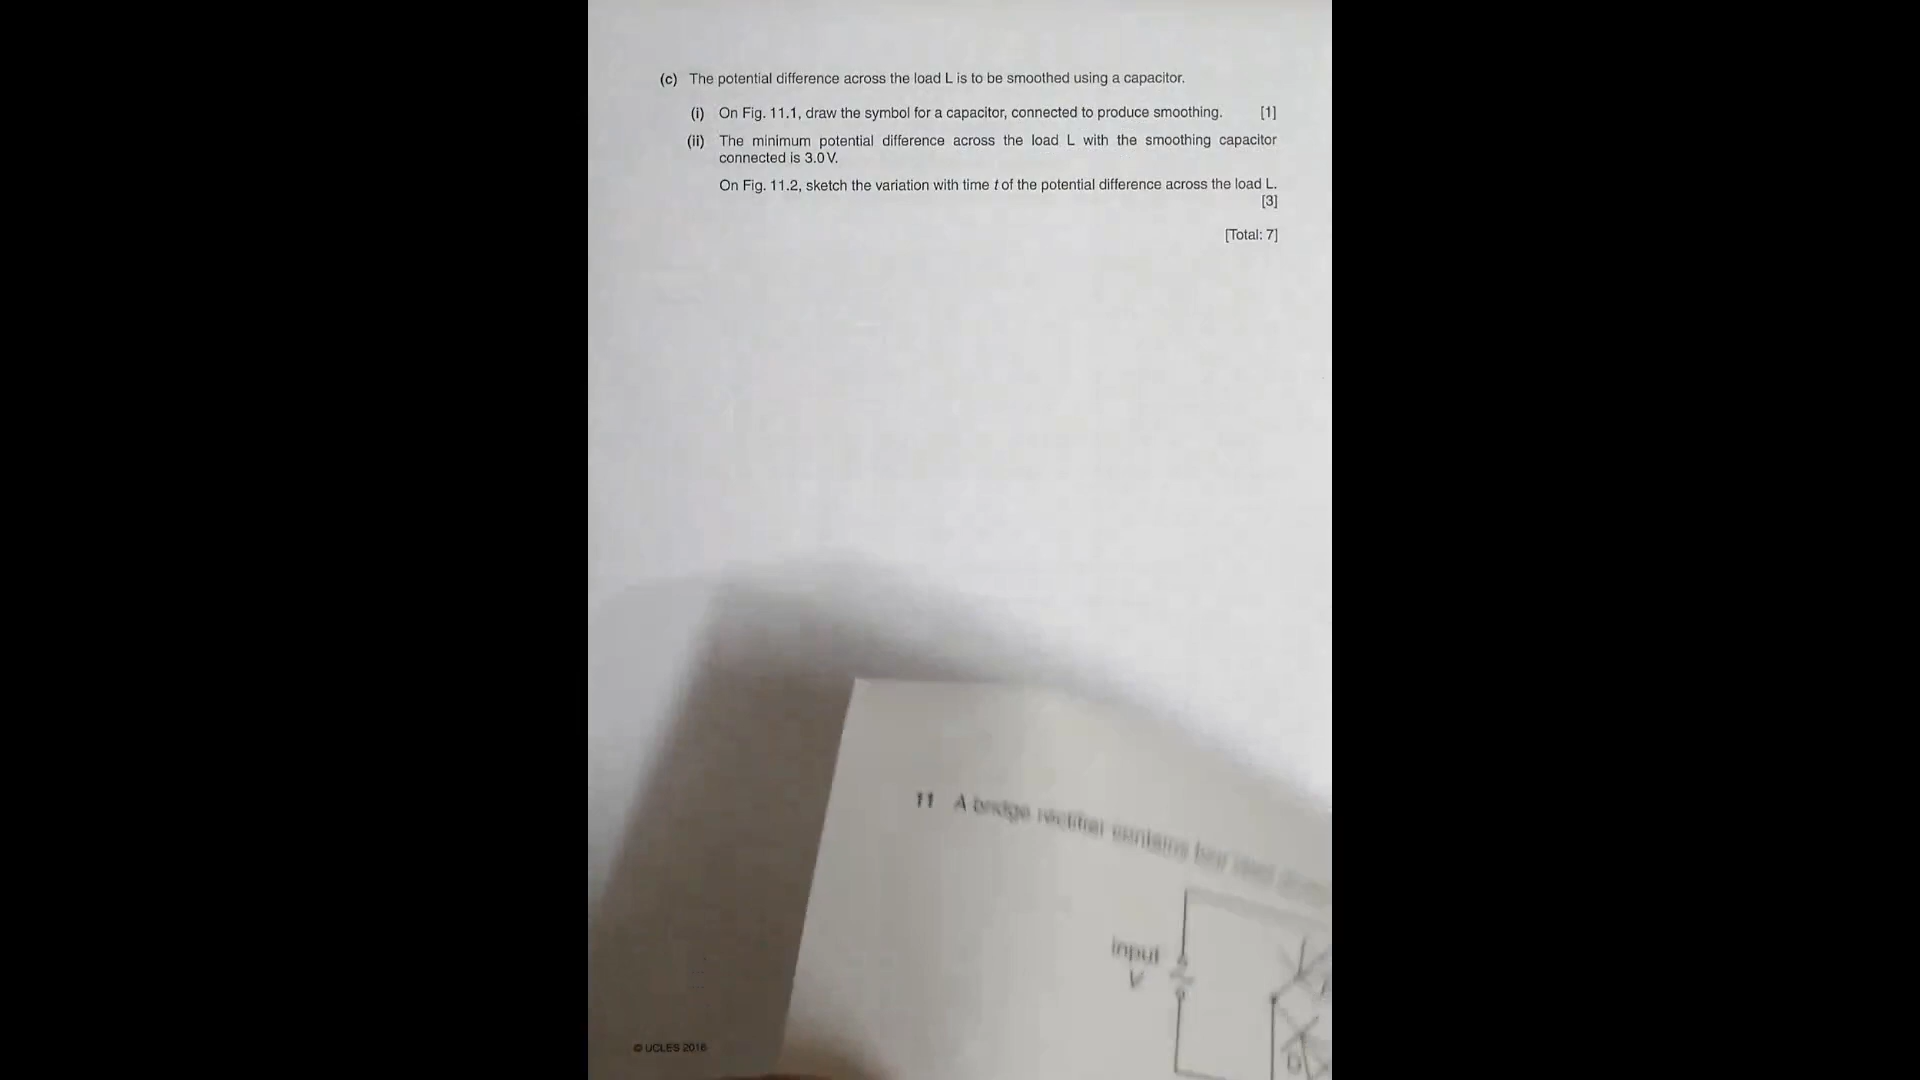 (c) The potential difference across the load L is to be smoothed using a capacitor.
(i) On Fig. 11.1, draw the symbol for a capacitor, connected to produce smoothing. [1]
(ii) The minimum potential difference across the load L with the smoothing capacitor
connected is 3.0 V.
On Fig. 11.2, sketch the variation with time t of the potential difference across the load L.
[3]
[Total: 7]
11 A bridge rectifier contains four
Input
V
© UCLES 2016